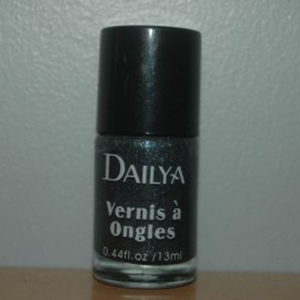 DAILYA
Vernis à
Ongles
0.44fl.oz /13ml